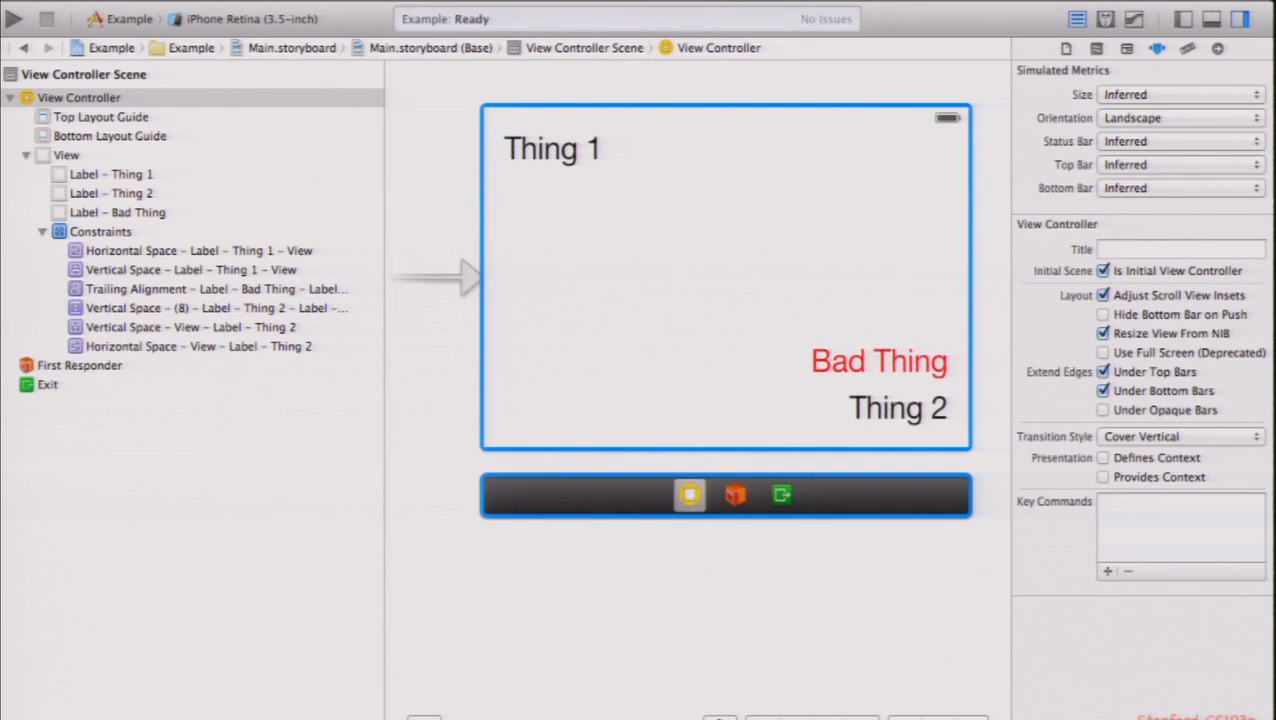 Example
iPhone Retina (3.5-inch)
Example: Ready
No Issues
Example
Example
Main.storyboard
Main.storyboard (Base)
View Controller Scene
View Controller
View Controller Scene
View Controller
Top Layout Guide
Bottom Layout Guide
View
Label - Thing 1
Label - Thing 2
Label - Bad Thing
Constraints
Horizontal Space - Label - Thing 1 - View
Vertical Space - Label - Thing 1 - View
Trailing Alignment - Label - Bad Thing - Label...
Vertical Space - (8) - Label - Thing 2 - Label -...
Vertical Space - View - Label - Thing 2
Horizontal Space - View - Label - Thing 2
First Responder
Exit
Thing 1
Bad Thing
Thing 2
Simulated Metrics
Size Inferred
Orientation Landscape
Status Bar Inferred
Top Bar Inferred
Bottom Bar Inferred
View Controller
Title
Initial Scene Is Initial View Controller
Layout Adjust Scroll View Insets
Hide Bottom Bar on Push
Resize View From NIB
Use Full Screen (Deprecated)
Extend Edges Under Top Bars
Under Bottom Bars
Under Opaque Bars
Transition Style Cover Vertical
Presentation Defines Context
Provides Context
Key Commands
+ -